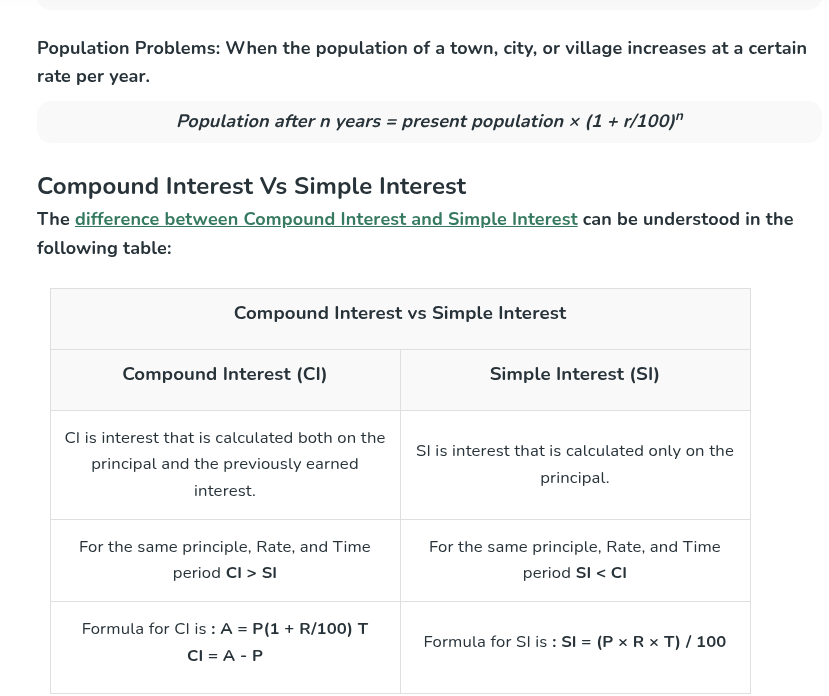 Population Problems: When the population of a town, city, or village increases at a certain
rate per year.
Population after n years = present population × (1 + r/100)ⁿ
Compound Interest Vs Simple Interest
The difference between Compound Interest and Simple Interest can be understood in the
following table:
Compound Interest vs Simple Interest
Compound Interest (CI)
Simple Interest (SI)
CI is interest that is calculated both on the
principal and the previously earned
interest.
SI is interest that is calculated only on the
principal.
For the same principle, Rate, and Time
period CI > SI
For the same principle, Rate, and Time
period SI < CI
Formula for CI is : A = P(1 + R/100) T
CI = A - P
Formula for SI is : SI = (P × R × T) / 100